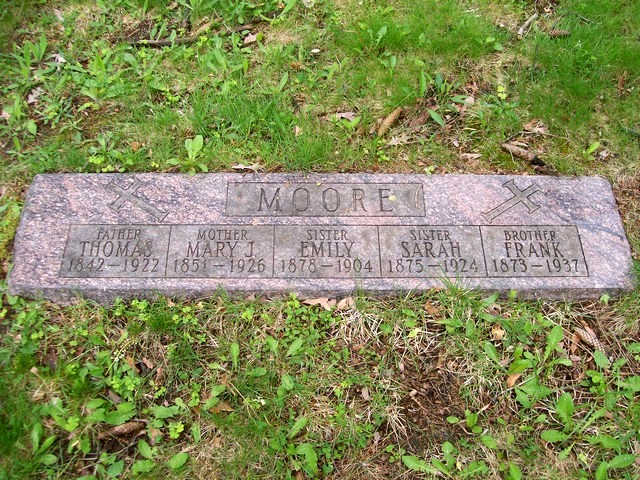 MOORE
FATHER MOTHER SISTER SISTER BROTHER
THOMAS MARY J. EMILY SARAH FRANK
1842-1922 1851-1926 1878-1904 1875-1924 1873-1937